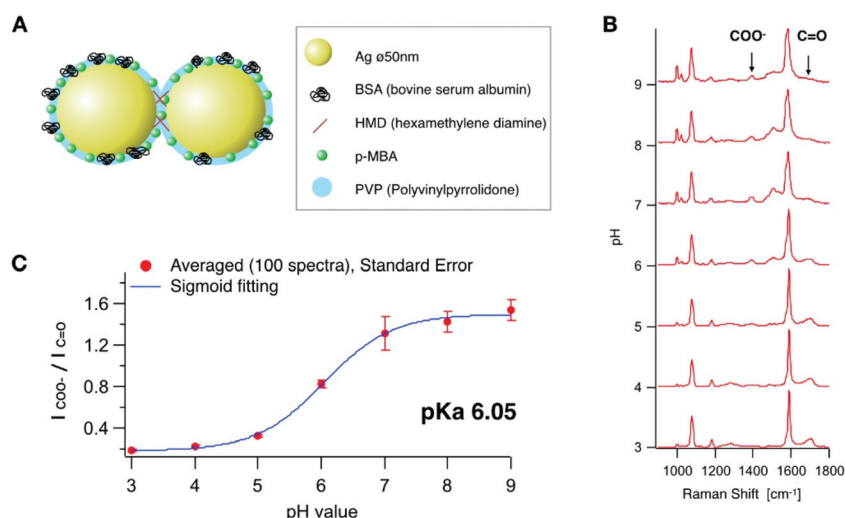 A
Ag ø50nm
BSA (bovine serum albumin)
HMD (hexamethylene diamine)
p-MBA
PVP (Polyvinylpyrrolidone)
B
COO-
C=O
9
8
7
6
5
4
3
pH
1000 1200 1400 1600 1800
Raman Shift [cm-1]
C
Averaged (100 spectra), Standard Error
Sigmoid fitting
1.6
1.2
0.8
0.4
I COO- / I C=O
pKa 6.05
3 4 5 6 7 8 9
pH value